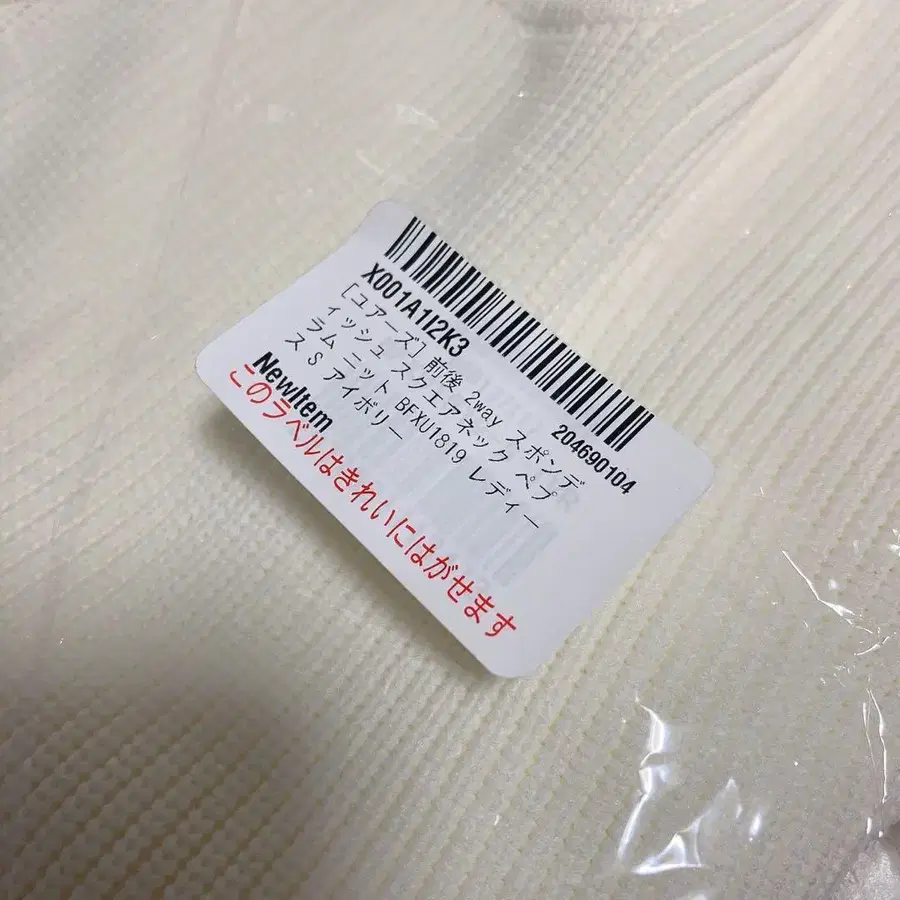 X001A1I2K3
204690104
[ユアーズ] 前後 2way スポンデ
ィッシュ スクエアネック ペプ
ラム ニット BFXU1819 レディー
ス S アイボリー
NewItem
このラベルはきれいにはがせます